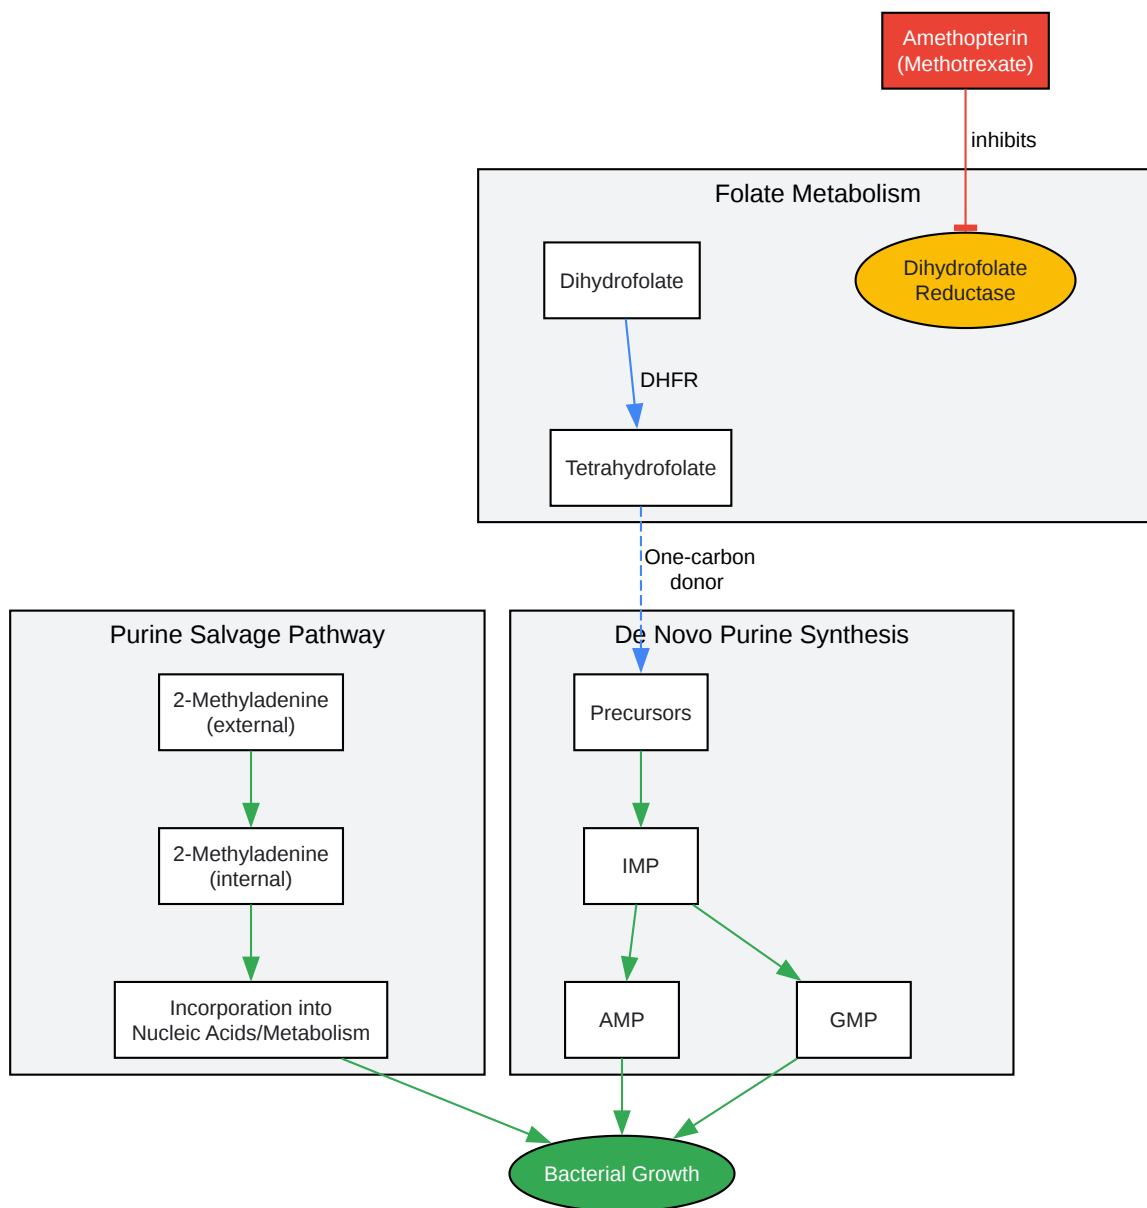 Amethopterin
(Methotrexate)
inhibits
Folate Metabolism
Dihydrofolate
Dihydrofolate
Reductase
DHFR
Tetrahydrofolate
One-carbon
donor
Purine Salvage Pathway
De Novo Purine Synthesis
2-Methyladenine
(external)
Precursors
2-Methyladenine
(internal)
IMP
Incorporation into
Nucleic Acids/Metabolism
AMP
GMP
Bacterial Growth